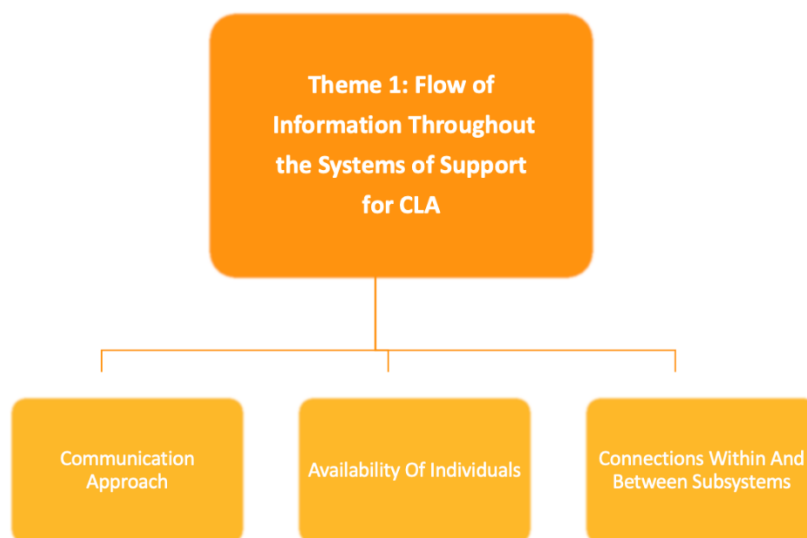 Theme 1: Flow of
Information Throughout
the Systems of Support
for CLA
Communication
Approach
Availability Of Individuals
Connections Within And
Between Subsystems